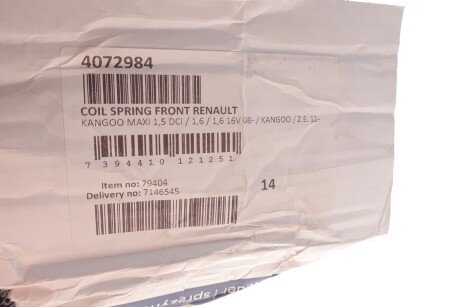 4072984
COIL SPRING FRONT RENAULT
KANGOO MAXI 1,5 DCI / 1,6 / 1,6 16V 08- / KANGOO / Z.E. 12-
7 394410 121251
Item no: 79404
Delivery no: 7146545
14
/ sprężyn